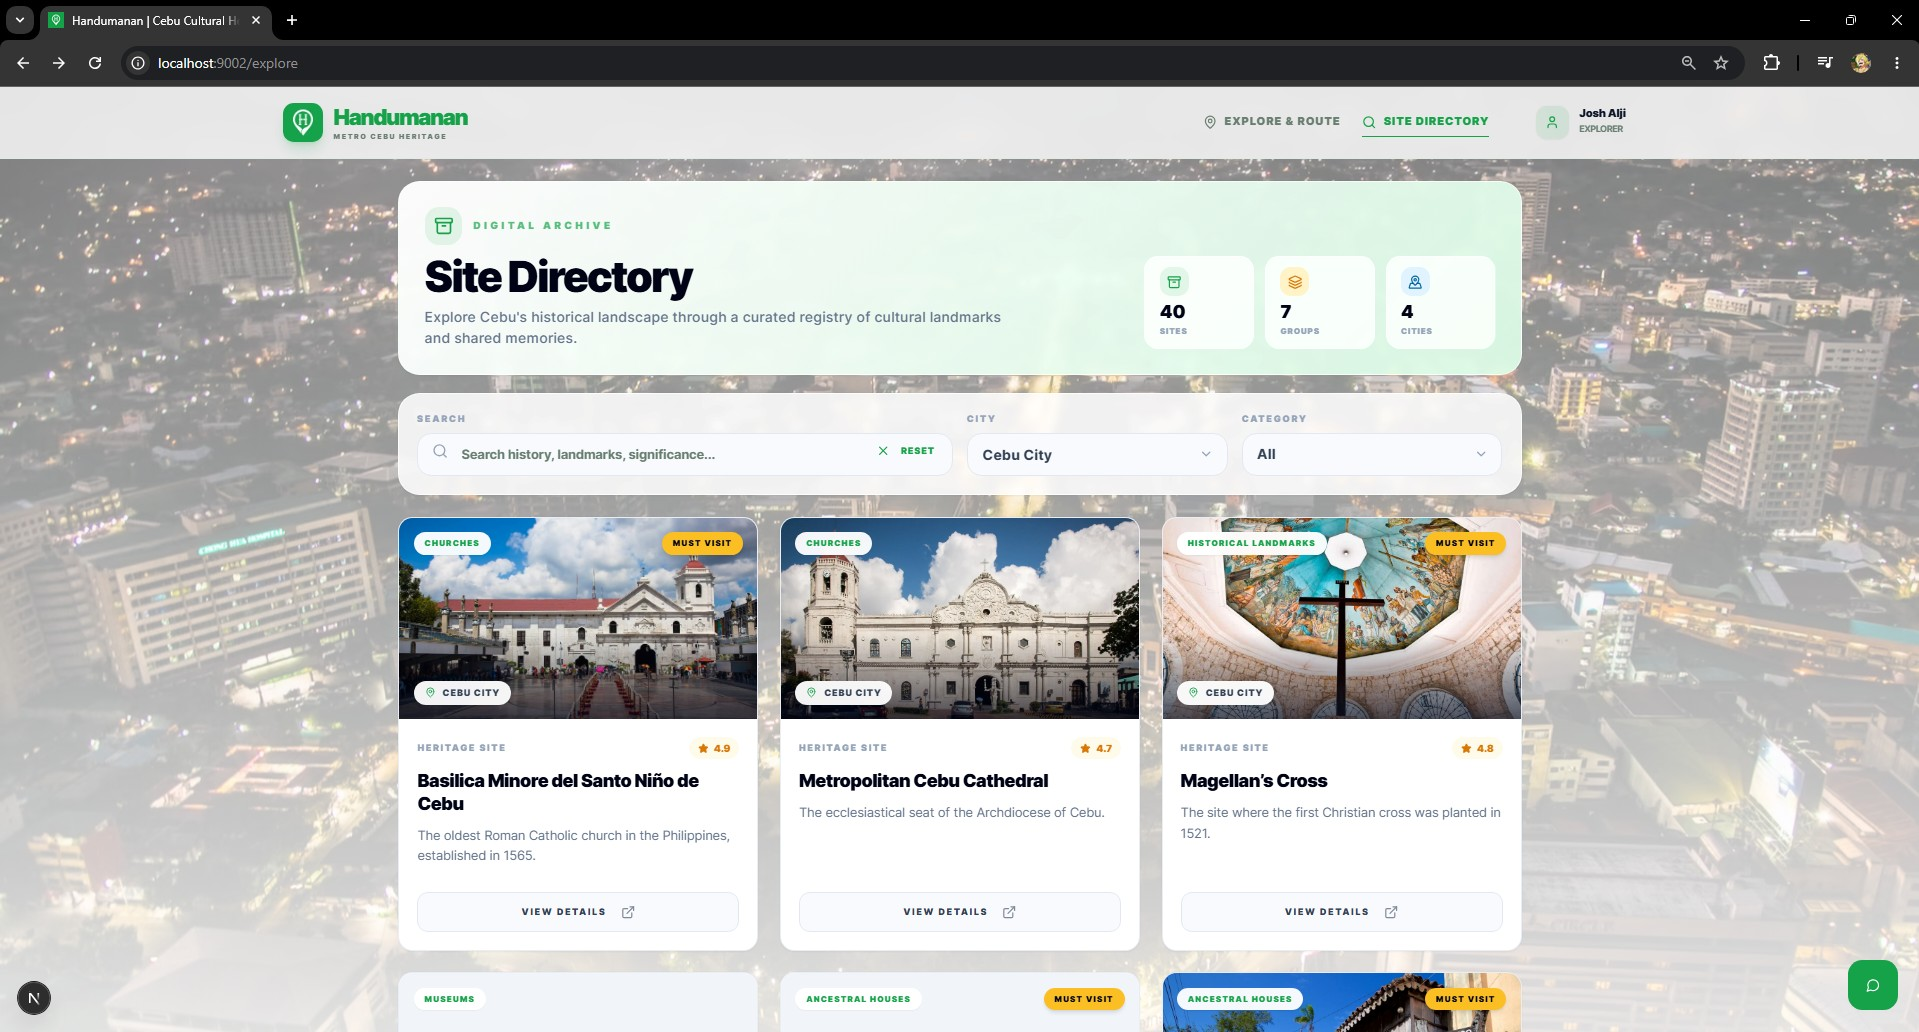 Handumanan | Cebu Cultural H
localhost:9002/explore
Handumanan
METRO CEBU HERITAGE
EXPLORE & ROUTE
SITE DIRECTORY
Josh Alji
EXPLORER
DIGITAL ARCHIVE
Site Directory
Explore Cebu's historical landscape through a curated registry of cultural landmarks
and shared memories.
40
SITES
7
GROUPS
4
CITIES
SEARCH
Search history, landmarks, significance...
RESET
CITY
Cebu City
CATEGORY
All
CHONG HUA HOSPITAL
CHURCHES
MUST VISIT
CEBU CITY
HERITAGE SITE
4.9
Basilica Minore del Santo Niño de
Cebu
The oldest Roman Catholic church in the Philippines,
established in 1565.
VIEW DETAILS
CHURCHES
CEBU CITY
HERITAGE SITE
4.7
Metropolitan Cebu Cathedral
The ecclesiastical seat of the Archdiocese of Cebu.
VIEW DETAILS
HISTORICAL LANDMARKS
MUST VISIT
CEBU CITY
HERITAGE SITE
4.8
Magellan’s Cross
The site where the first Christian cross was planted in
1521.
VIEW DETAILS
MUSEUMS
ANCESTRAL HOUSES
MUST VISIT
ANCESTRAL HOUSES
MUST VISIT
N